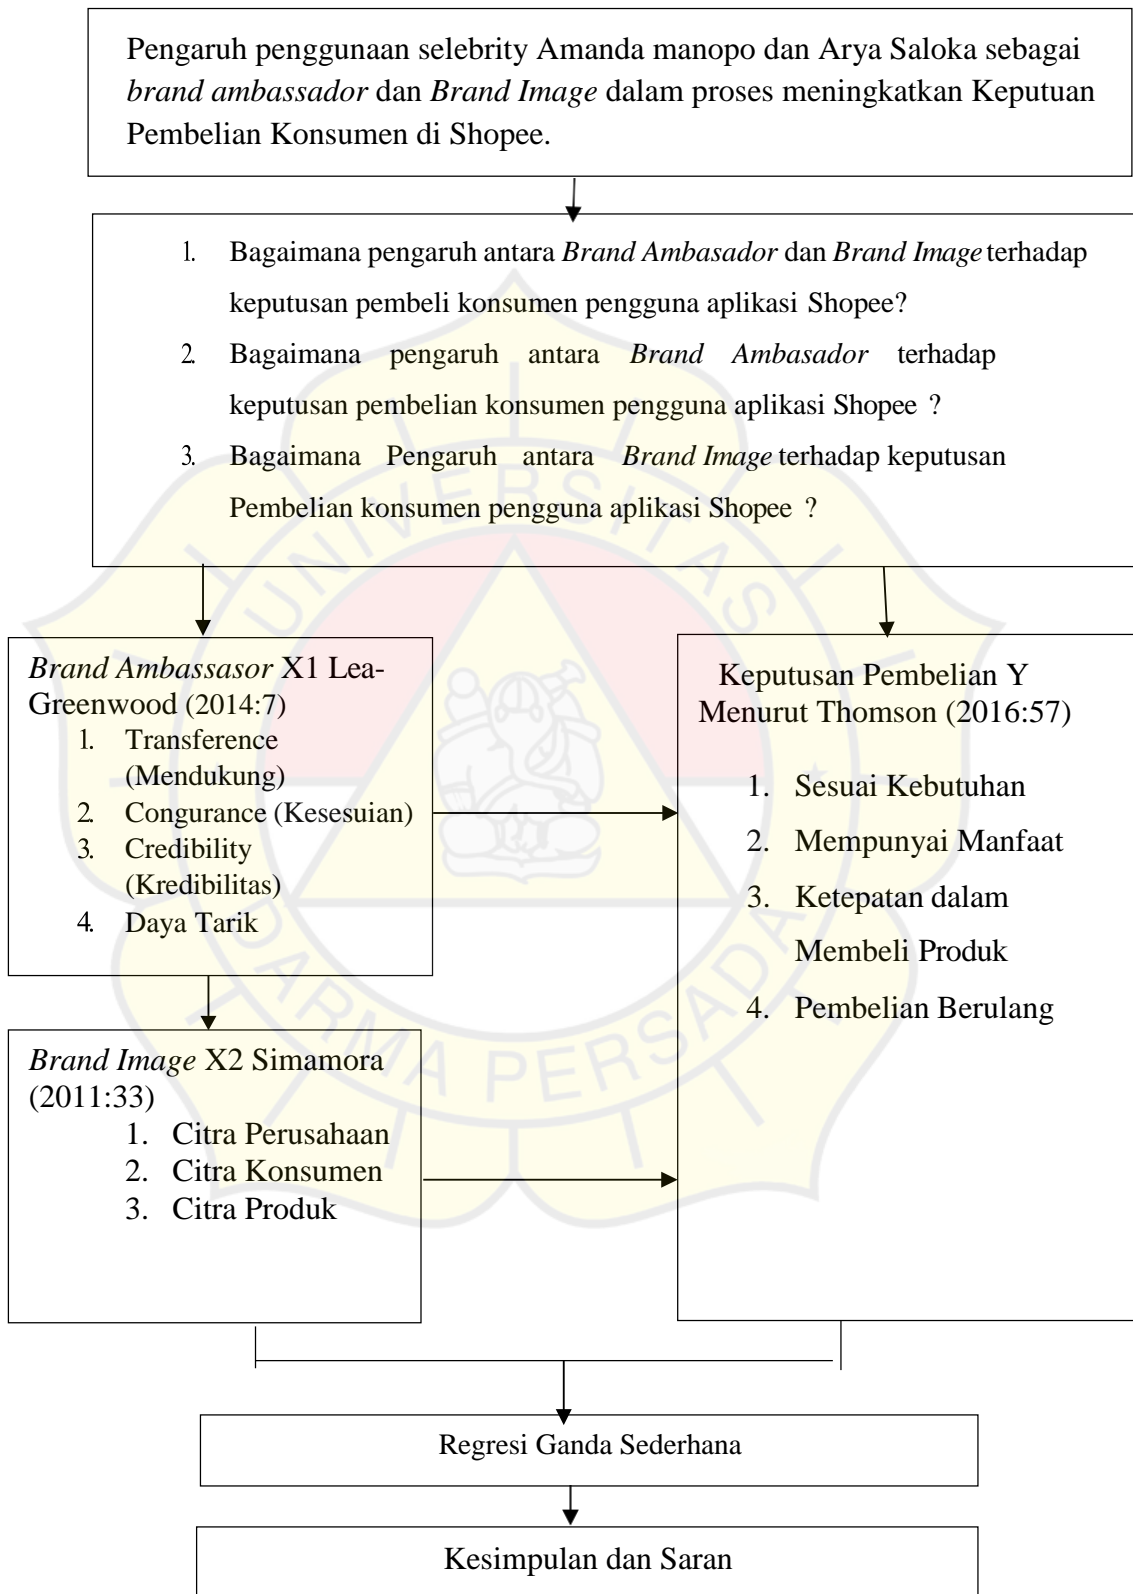 Pengaruh penggunaan selebrity Amanda manopo dan Arya Saloka sebagai
brand ambassador dan Brand Image dalam proses meningkatkan Keputuan
Pembelian Konsumen di Shopee.
1. Bagaimana pengaruh antara Brand Ambasador dan Brand Image terhadap
keputusan pembeli konsumen pengguna aplikasi Shopee?
2. Bagaimana pengaruh antara Brand Ambasador terhadap
keputusan pembelian konsumen pengguna aplikasi Shopee ?
3. Bagaimana Pengaruh antara Brand Image terhadap keputusan
Pembelian konsumen pengguna aplikasi Shopee ?
Brand Ambassasor X1 Lea-
Greenwood (2014:7)
1. Transference
(Mendukung)
2. Congurance (Kesesuian)
3. Credibility
(Kredibilitas)
4. Daya Tarik
Keputusan Pembelian Y
Menurut Thomson (2016:57)
1. Sesuai Kebutuhan
2. Mempunyai Manfaat
3. Ketepatan dalam
Membeli Produk
4. Pembelian Berulang
Brand Image X2 Simamora
(2011:33)
1. Citra Perusahaan
2. Citra Konsumen
3. Citra Produk
Regresi Ganda Sederhana
Kesimpulan dan Saran
UNIVERSITAS
DARMA PERSADA